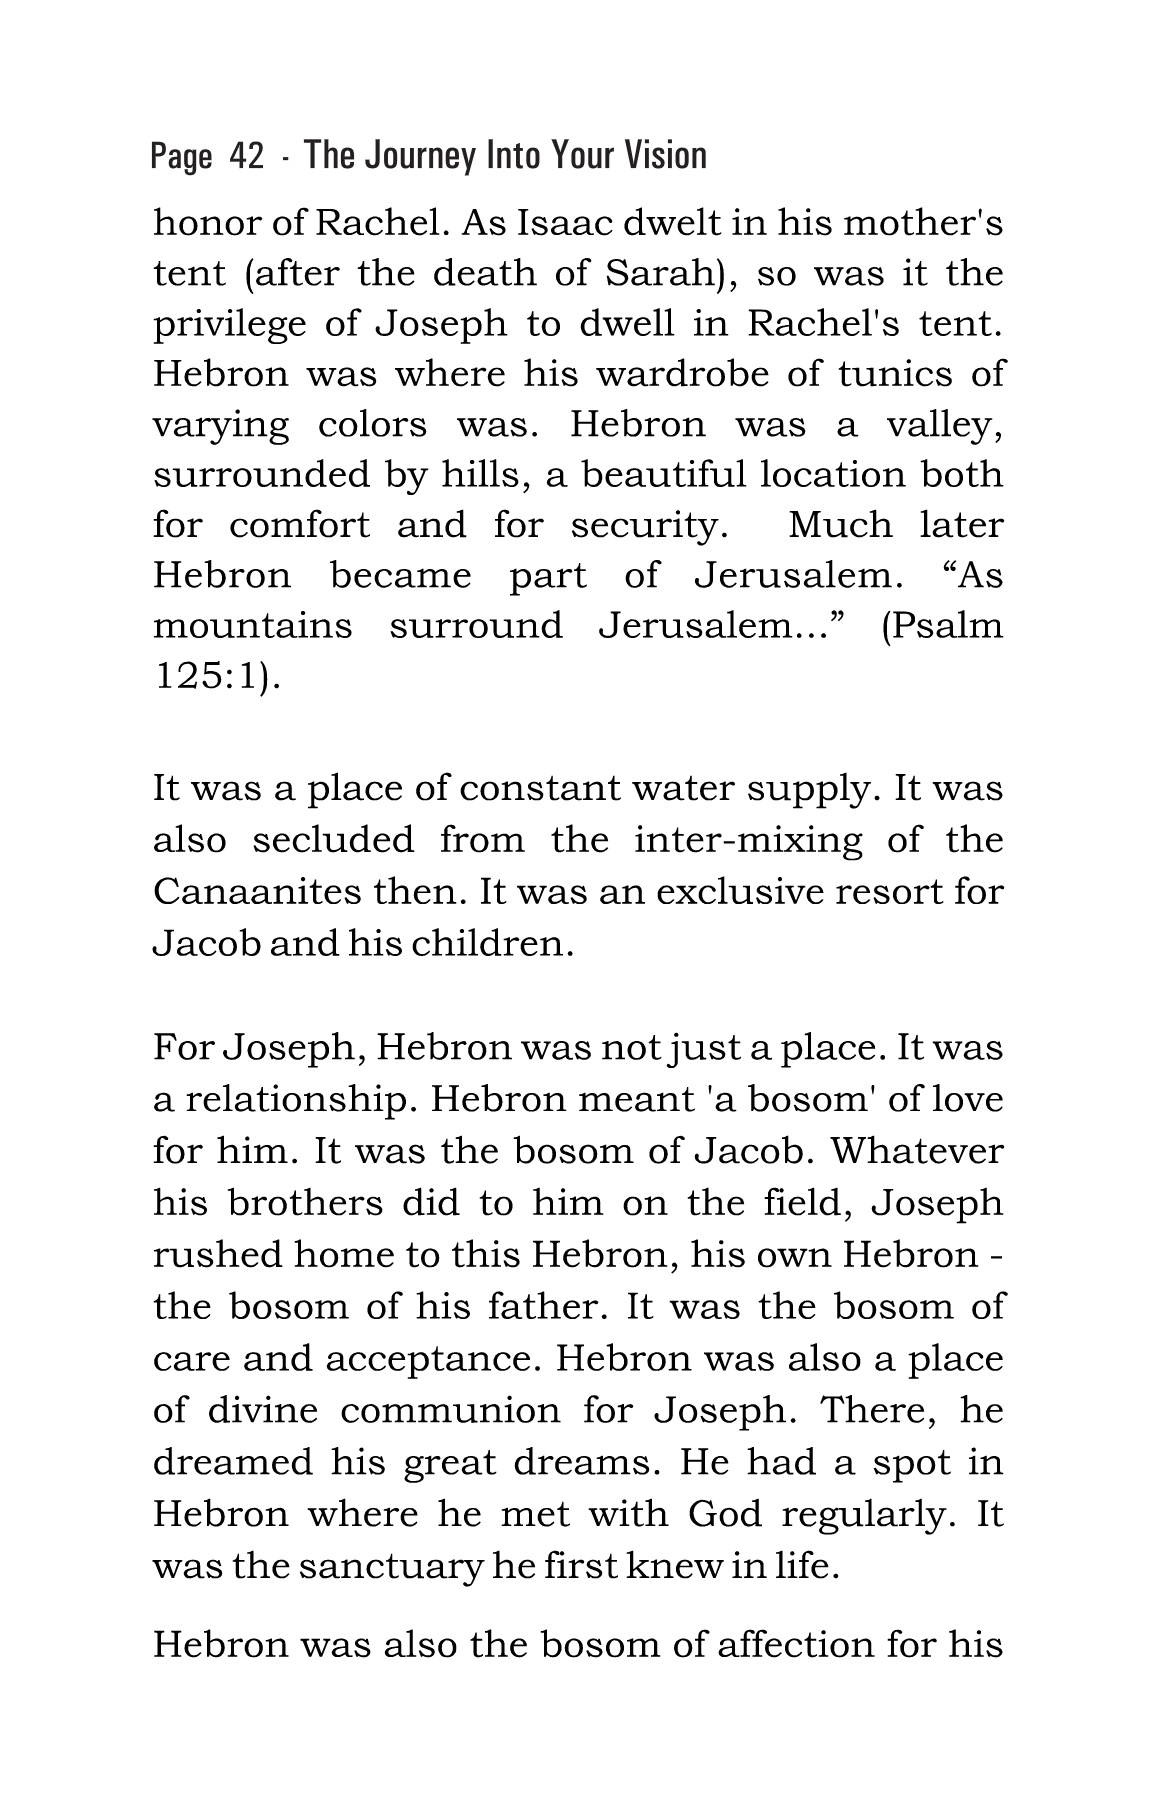 Page 42 - The Journey Into Your Vision
honor of Rachel. As Isaac dwelt in his mother's
tent (after the death of Sarah), so was it the
privilege of Joseph to dwell in Rachel's tent.
Hebron was where his wardrobe of tunics of
varying colors was. Hebron was a valley,
surrounded by hills, a beautiful location both
for comfort and for security. Much later
Hebron became part of Jerusalem. “As
mountains surround Jerusalem...” (Psalm
125:1).
It was a place of constant water supply. It was
also secluded from the inter-mixing of the
Canaanites then. It was an exclusive resort for
Jacob and his children.
For Joseph, Hebron was not just a place. It was
a relationship. Hebron meant 'a bosom' of love
for him. It was the bosom of Jacob. Whatever
his brothers did to him on the field, Joseph
rushed home to this Hebron, his own Hebron -
the bosom of his father. It was the bosom of
care and acceptance. Hebron was also a place
of divine communion for Joseph. There, he
dreamed his great dreams. He had a spot in
Hebron where he met with God regularly. It
was the sanctuary he first knew in life.
Hebron was also the bosom of affection for his